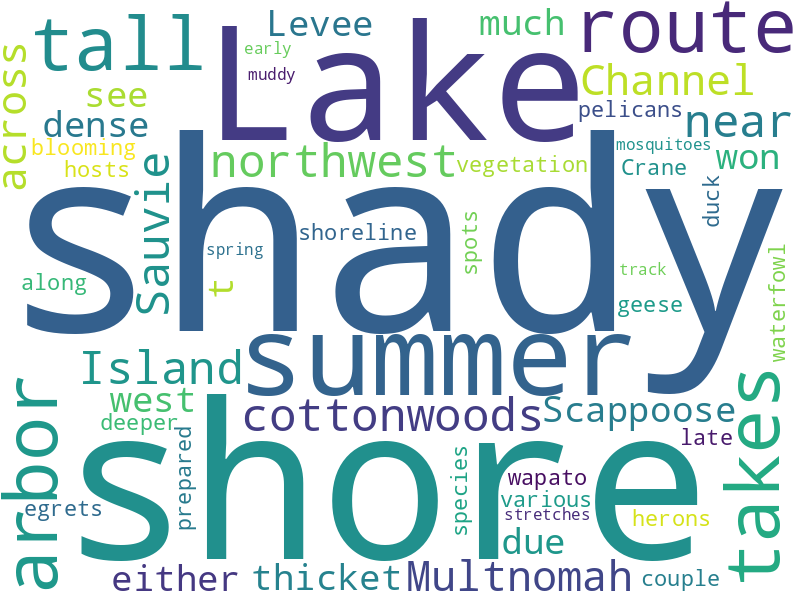 Levee
much
route
tall
Lake
early
muddy
across
see
Channel
pelicans
near
dense
blooming
hosts
northwest
vegetation
mosquitoes
Crane
won
Sauvie
shady
duck
spring
shoreline
spots
t
along
track
geese
waterfowl
summer
Island
west
deeper
cottonwoods
Scappoose
arbor
shore
takes
late
prepared
species
wapato
various
stretches
egrets
herons
due
either
thicket
Multnomah
couple